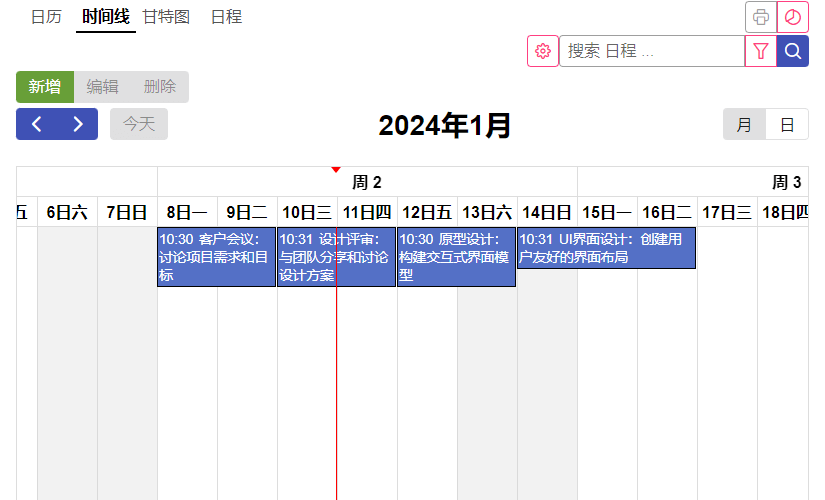 日历 时间线 甘特图 日程
搜索 日程 ...
新增 编辑 删除
今天 2024年1月 月 日
周 2 周 3
五 6日六 7日日 8日一 9日二 10日三 11日四 12日五 13日六 14日日 15日一 16日二 17日三 18日四
10:30 客户会议：
讨论项目需求和目
标
10:31 设计评审：
与团队分享和讨论
设计方案
10:30 原型设计：
构建交互式界面模
型
10:31 UI界面设计：创建用
户友好的界面布局